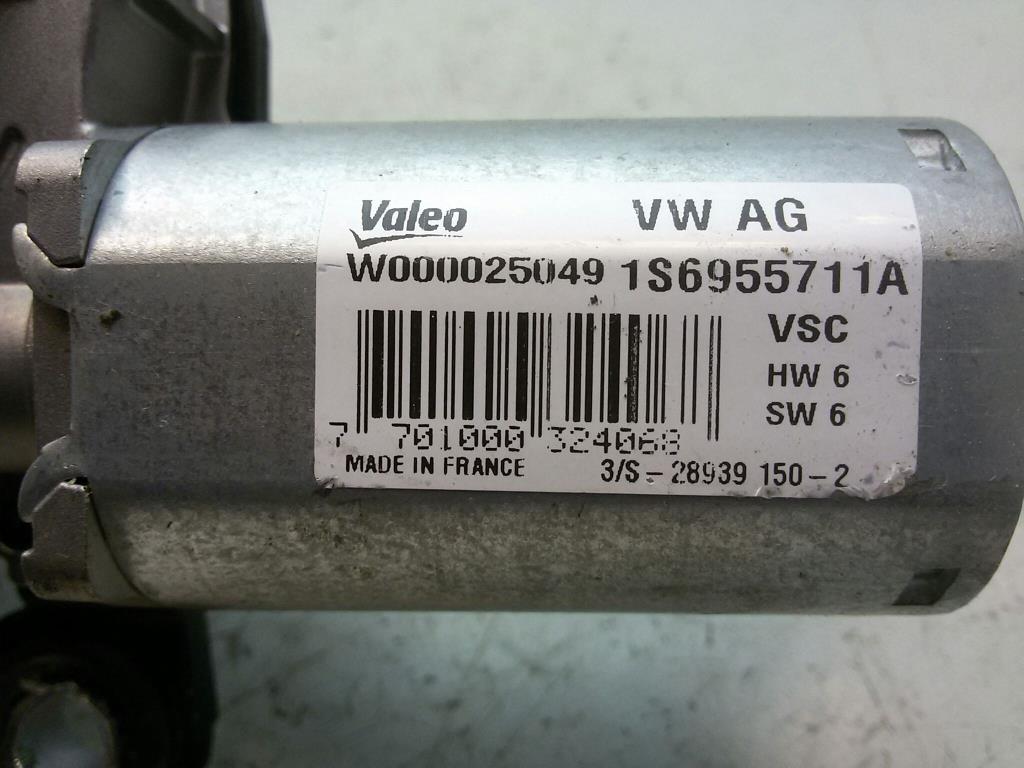 Valeo VW AG
W000025049 1S6955711A
VSC
HW 6
SW 6
7 701000 324068
MADE IN FRANCE 3/S-28939 150-2